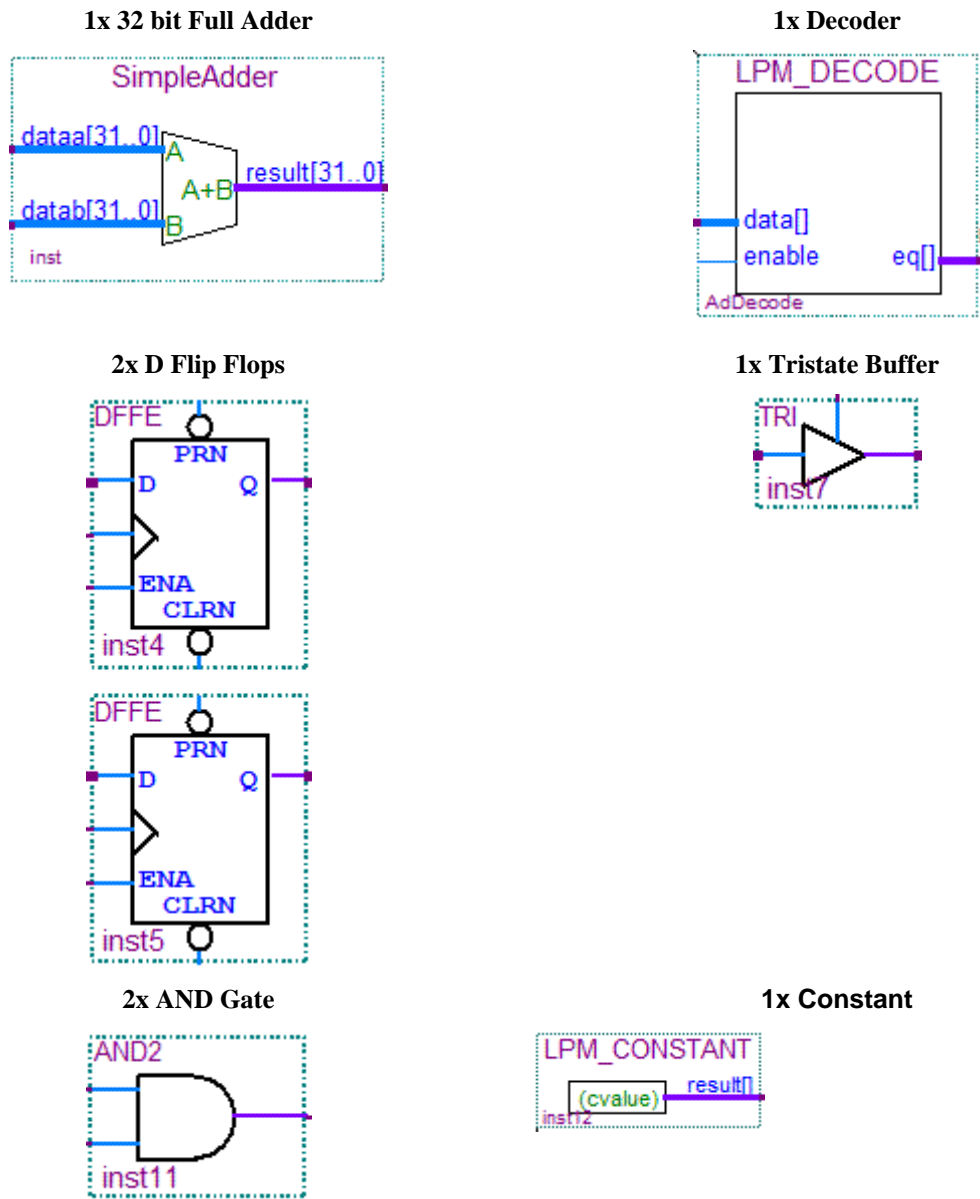 1x 32 bit Full Adder
SimpleAdder
dataa[31..0]
A
A+B
result[31..0]
datab[31..0]
B
inst
1x Decoder
LPM_DECODE
data[]
enable
eq[]
AdDecode
2x D Flip Flops
DFFE
PRN
D
Q
ENA
CLRN
inst4
DFFE
PRN
D
Q
ENA
CLRN
inst5
1x Tristate Buffer
TRI
inst7
2x AND Gate
AND2
inst11
1x Constant
LPM_CONSTANT
(cvalue)
result[]
inst12